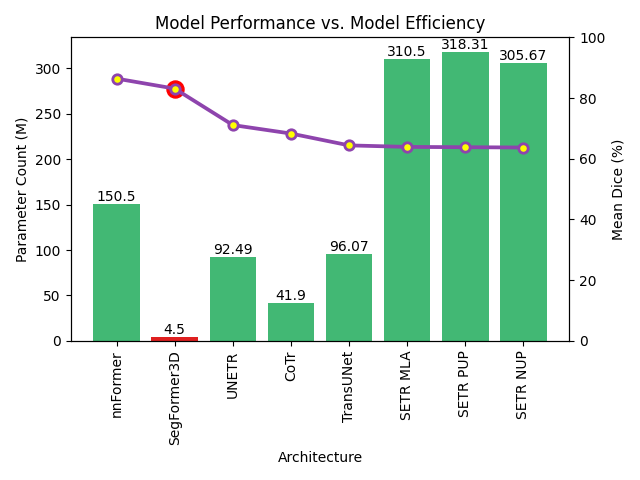 Model Performance vs. Model Efficiency
Parameter Count (M)
300
250
200
150
100
50
0
150.5
4.5
92.49
41.9
96.07
310.5
318.31
305.67
100
80
60
40
20
0
Mean Dice (%)
nnFormer
SegFormer3D
UNETR
CoTr
TransUNet
SETR MLA
SETR PUP
SETR NUP
Architecture